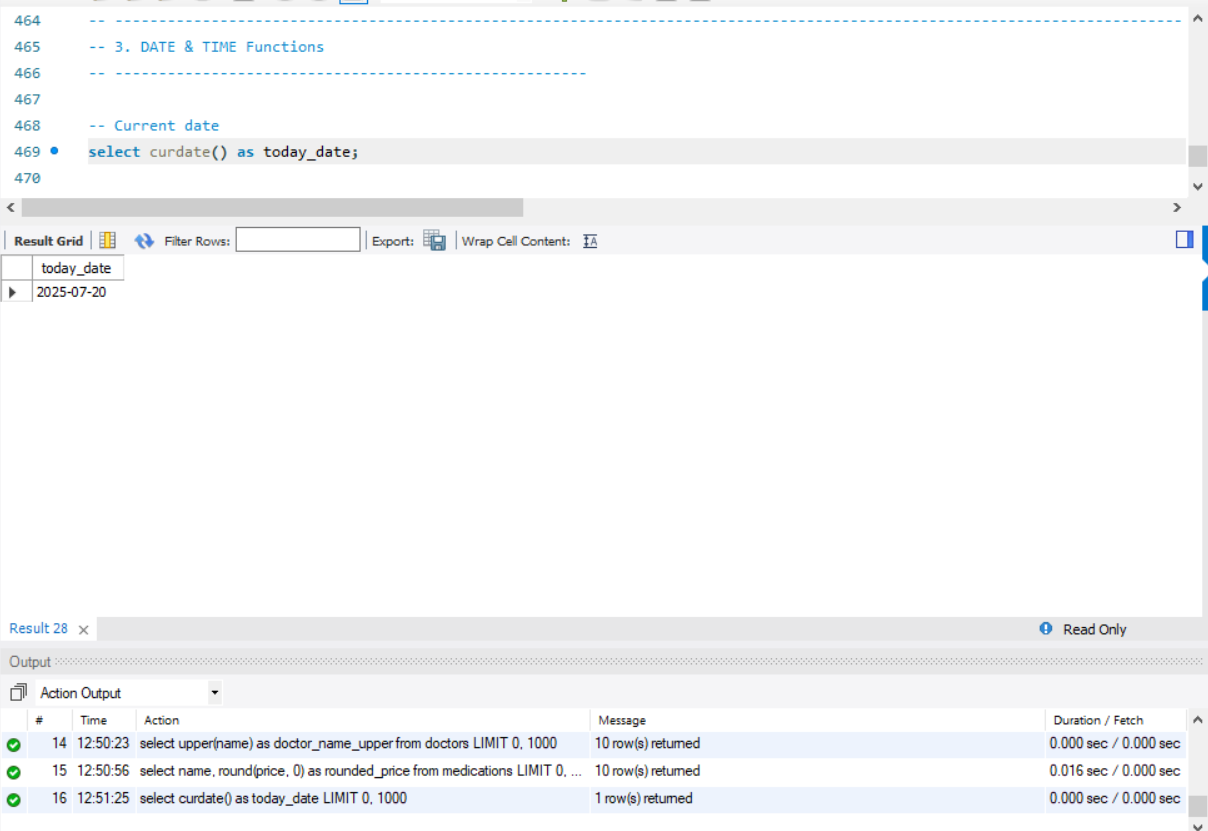 464 -- --------------------------------------------------------------------------------------------------------------------------
465 -- 3. DATE & TIME Functions
466 -- ------------------------------------------------------
467
468 -- Current date
469 select curdate() as today_date;
470
Result Grid Filter Rows: Export: Wrap Cell Content: IA
today_date
2025-07-20
Result 28 Read Only
Output
Action Output
# Time Action Message Duration / Fetch
14 12:50:23 select upper(name) as doctor_name_upper from doctors LIMIT 0, 1000 10 row(s) returned 0.000 sec / 0.000 sec
15 12:50:56 select name, round(price, 0) as rounded_price from medications LIMIT 0, ... 10 row(s) returned 0.016 sec / 0.000 sec
16 12:51:25 select curdate() as today_date LIMIT 0, 1000 1 row(s) returned 0.000 sec / 0.000 sec